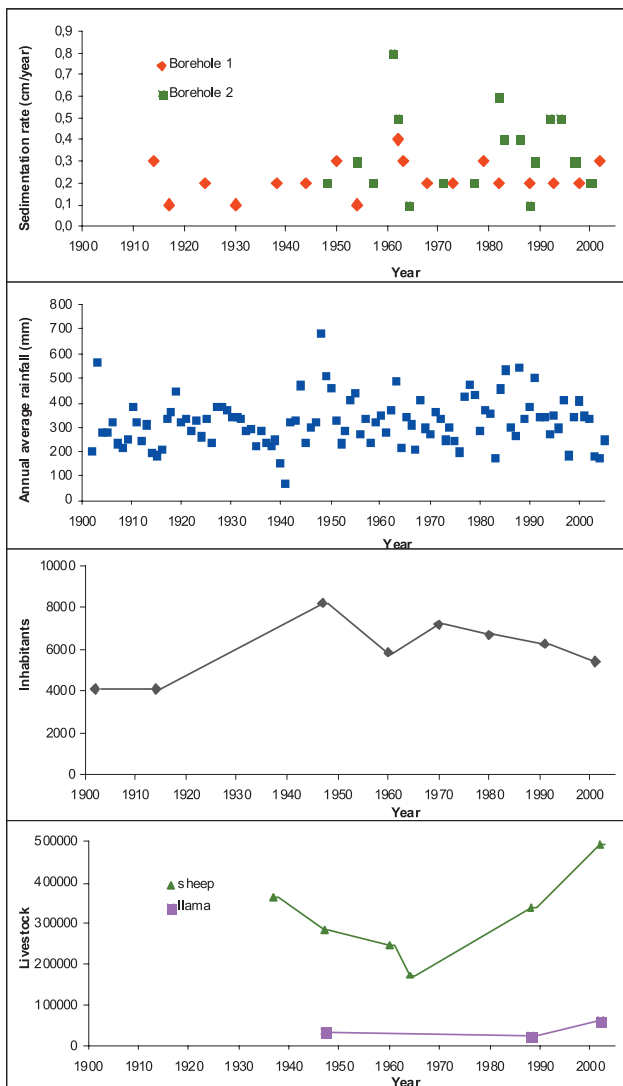 Sedimentation rate (cm/year)
0,9
0,8
0,7
0,6
0,5
0,4
0,3
0,2
0,1
0,0
Borehole 1
Borehole 2
1900 1910 1920 1930 1940 1950 1960 1970 1980 1990 2000
Year
Annual average rainfall (mm)
800
700
600
500
400
300
200
100
0
1900 1910 1920 1930 1940 1950 1960 1970 1980 1990 2000
Year
Inhabitants
10000
8000
6000
4000
2000
0
1900 1910 1920 1930 1940 1950 1960 1970 1980 1990 2000
Year
Livestock
500000
400000
300000
200000
100000
0
sheep
llama
1900 1910 1920 1930 1940 1950 1960 1970 1980 1990 2000
Year